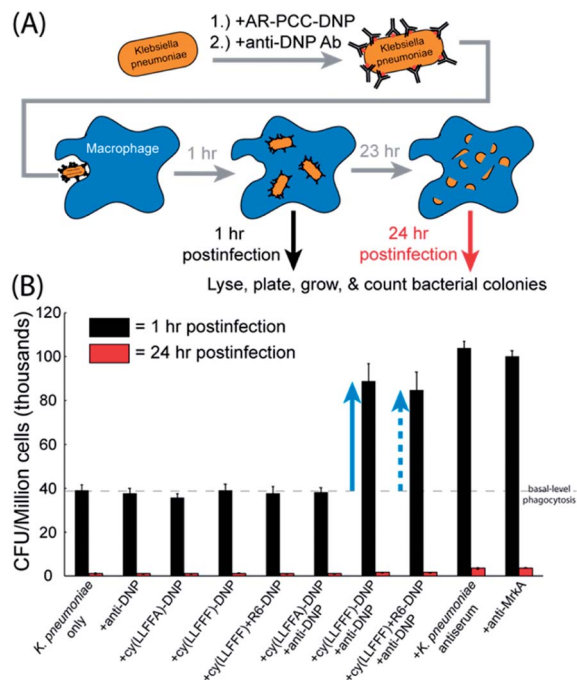 (A)
1.) +AR-PCC-DNP
2.) +anti-DNP Ab
Klebsiella
pneumoniae
Klebsiella
pneumoniae
Macrophage
1 hr
23 hr
1 hr
postinfection
24 hr
postinfection
Lyse, plate, grow, & count bacterial colonies
(B)
CFU/Million cells (thousands)
120
100
80
60
40
20
0
= 1 hr postinfection
= 24 hr postinfection
basal-level
phagocytosis
K. pneumoniae
only
+anti-DNP
+cy(LLFFA)-DNP
+cy(LLFFF)-DNP
+cy(LLFFF)+R6-DNP
+cy(LLFFA)-DNP
+anti-DNP
+cy(LLFFF)-DNP
+anti-DNP
+cy(LLFFF)+R6-DNP
+anti-DNP
+K. pneumoniae
antiserum
+anti-MrkA